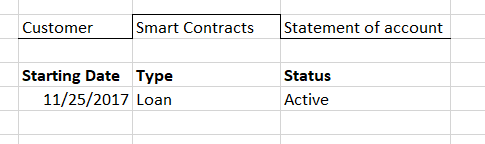 Customer Smart Contracts Statement of account
Starting Date Type Status
11/25/2017 Loan Active